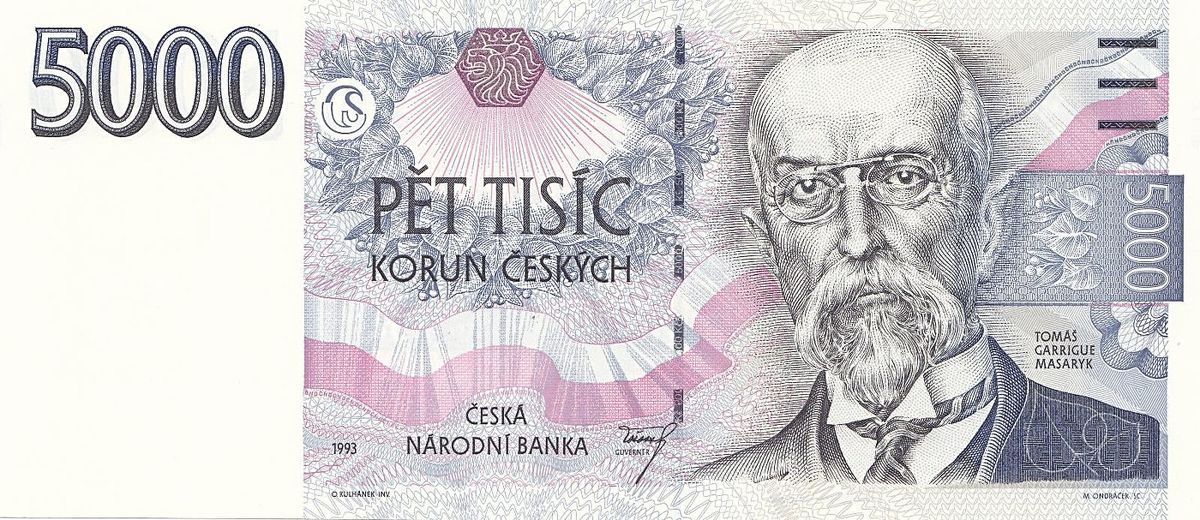 5000
PĚT TISÍC
KORUN ČESKÝCH
5000
TOMÁŠ
GARRIGUE
MASARYK
ČESKÁ
NÁRODNÍ BANKA
1993
GUVERNÉR
O. KULHÁNEK INV.
M. ONDRÁČEK, SC.